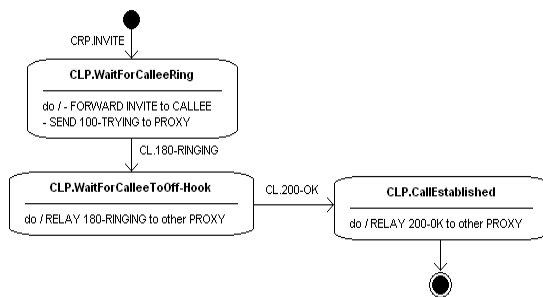 CRP.INVITE
CLP.WaitForCalleeRing
do / - FORWARD INVITE to CALLEE
- SEND 100-TRYING to PROXY
CL.180-RINGING
CLP.WaitForCalleeToOff-Hook
do / RELAY 180-RINGING to other PROXY
CL.200-OK
CLP.CallEstablished
do / RELAY 200-0K to other PROXY